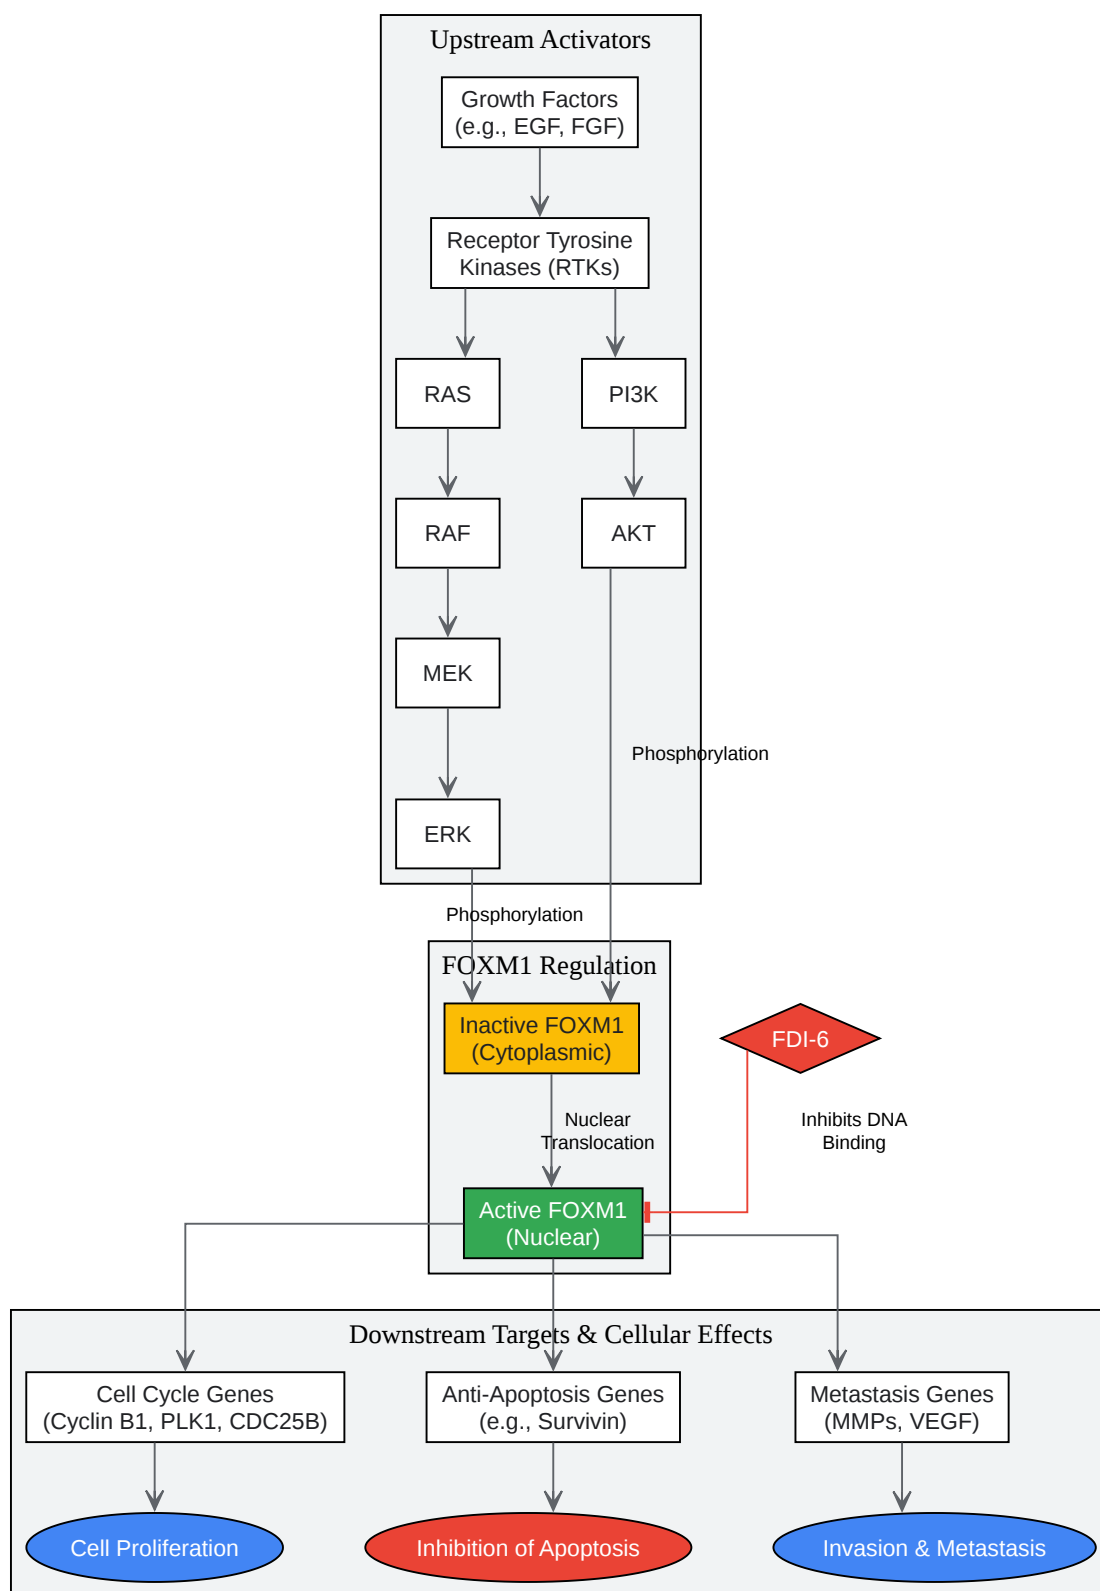 Upstream Activators
Growth Factors
(e.g., EGF, FGF)
Receptor Tyrosine
Kinases (RTKs)
RAS
PI3K
RAF
AKT
MEK
Phosphorylation
ERK
Phosphorylation
FOXM1 Regulation
Inactive FOXM1
(Cytoplasmic)
FDI-6
Nuclear
Translocation
Inhibits DNA
Binding
Active FOXM1
(Nuclear)
Downstream Targets & Cellular Effects
Cell Cycle Genes
(Cyclin B1, PLK1, CDC25B)
Anti-Apoptosis Genes
(e.g., Survivin)
Metastasis Genes
(MMPs, VEGF)
Cell Proliferation
Inhibition of Apoptosis
Invasion & Metastasis